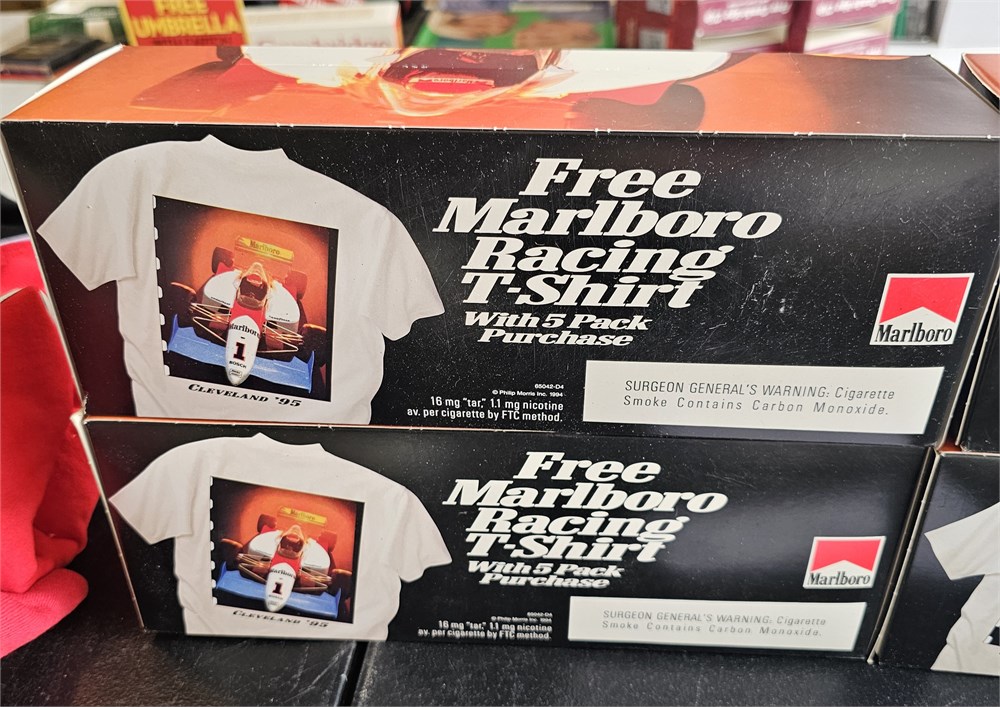 FREE
UMBRELLA
Free
Marlboro
Racing
T-Shirt
With 5 Pack
Purchase
Marlboro
Marlboro
1
BOSCH
CLEVELAND '95
65042-D4
© Philip Morris Inc. 1994
16 mg "tar," 1.1 mg nicotine
av. per cigarette by FTC method.
SURGEON GENERAL'S WARNING: Cigarette
Smoke Contains Carbon Monoxide.
Marlboro
Free
Marlboro
Racing
T-Shirt
With 5 Pack
Purchase
Marlboro
Marlboro
1
CLEVELAND '95
65042-D4
© Philip Morris Inc. 1994
16 mg "tar," 1.1 mg nicotine
av. per cigarette by FTC method.
SURGEON GENERAL'S WARNING: Cigarette
Smoke Contains Carbon Monoxide.
Marlboro